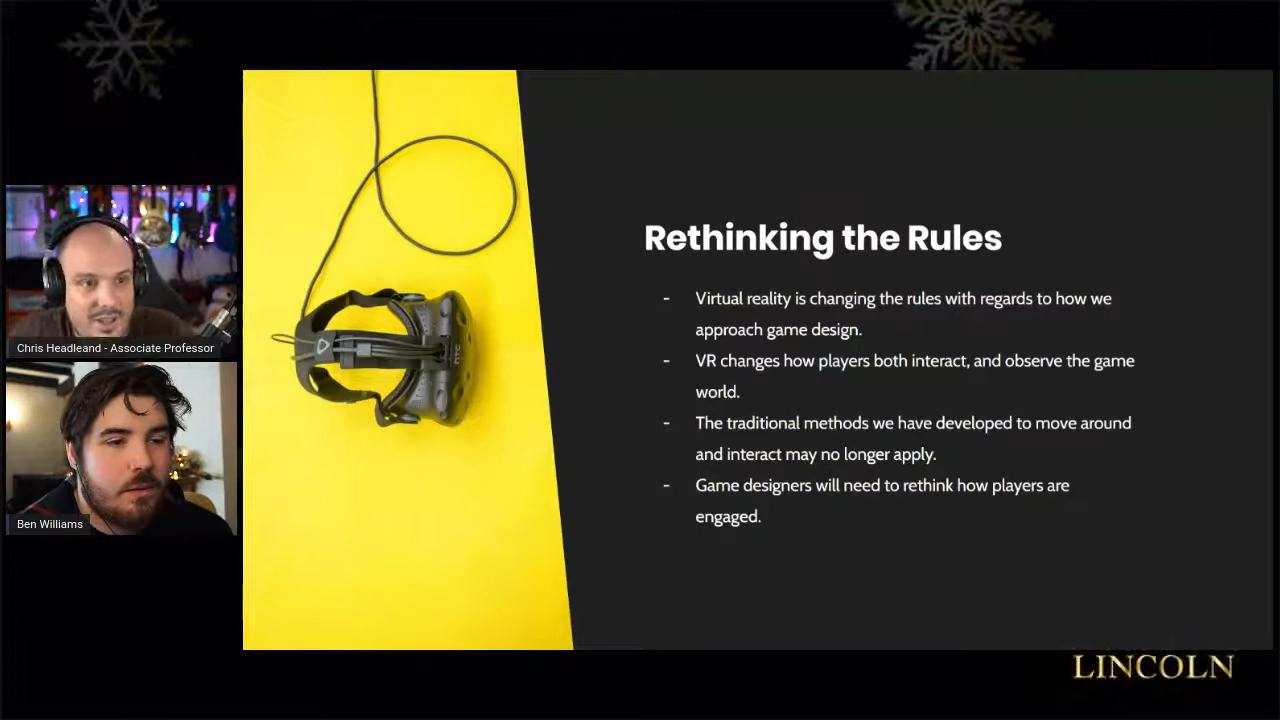 Rethinking the Rules
- Virtual reality is changing the rules with regards to how we
approach game design.
- VR changes how players both interact, and observe the game
world.
- The traditional methods we have developed to move around
and interact may no longer apply.
- Game designers will need to rethink how players are
engaged.
hTC
Chris Headleand - Associate Professor
Ben Williams
LINCOLN